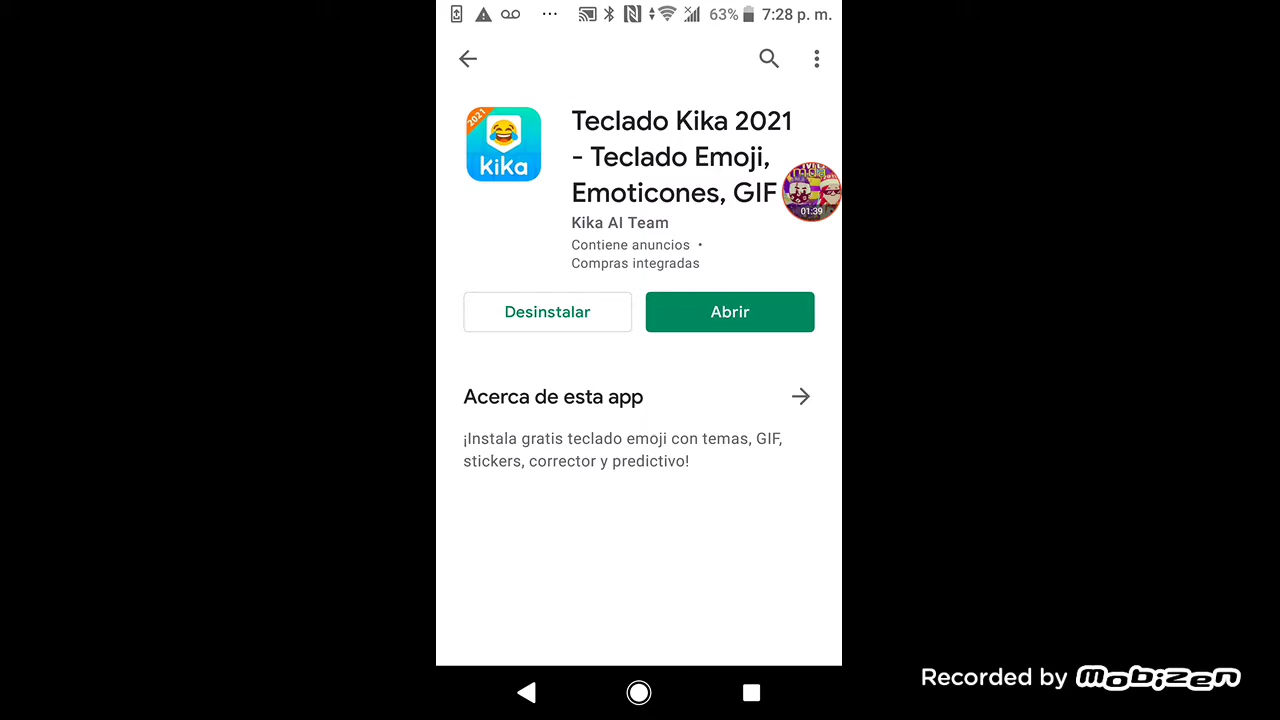 63% 7:28 p. m.
2021
kika
Teclado Kika 2021
- Teclado Emoji,
Emoticones, GIF
01:39
Kika AI Team
Contiene anuncios •
Compras integradas
Desinstalar
Abrir
Acerca de esta app
¡Instala gratis teclado emoji con temas, GIF,
stickers, corrector y predictivo!
Recorded by Mobizen